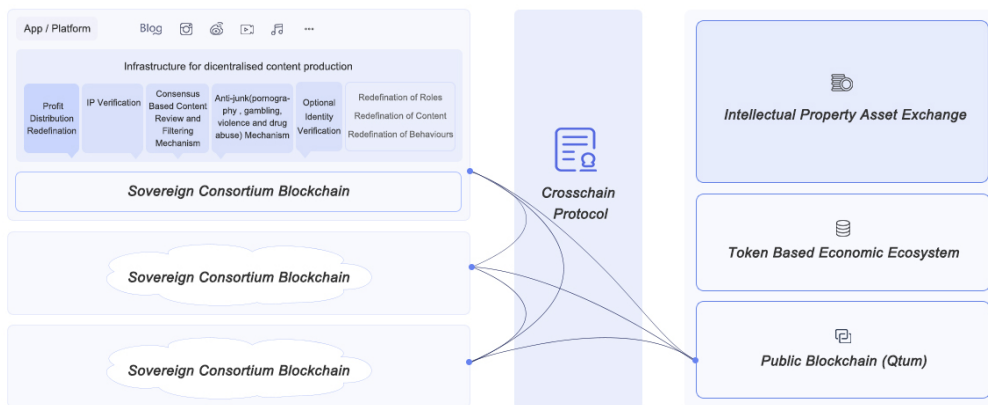 App / Platform
Blog
Infrastructure for dicentralised content production
Profit
Distribution
Redefination
IP Verification
Consensus
Based Content
Review and
Filtering
Mechanism
Anti-junk(pornogra-
phy , gambling,
violence and drug
abuse) Mechanism
Optional
Identity
Verification
Redefination of Roles
Redefination of Content
Redefination of Behaviours
Sovereign Consortium Blockchain
Sovereign Consortium Blockchain
Sovereign Consortium Blockchain
Crosschain
Protocol
Intellectual Property Asset Exchange
Token Based Economic Ecosystem
Public Blockchain (Qtum)